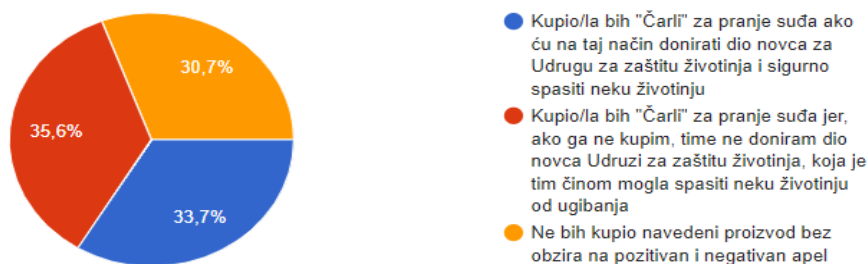 30,7%
35,6%
33,7%
Kupio/la bih "Čarli" za pranje suđa ako
ću na taj način donirati dio novca za
Udrugu za zaštitu životinja i sigurno
spasiti neku životinju
Kupio/la bih "Čarli" za pranje suđa jer,
ako ga ne kupim, time ne doniram dio
novca Udruzi za zaštitu životinja, koja je
tim činom mogla spasiti neku životinju
od ugibanja
Ne bih kupio navedeni proizvod bez
obzira na pozitivan i negativan apel